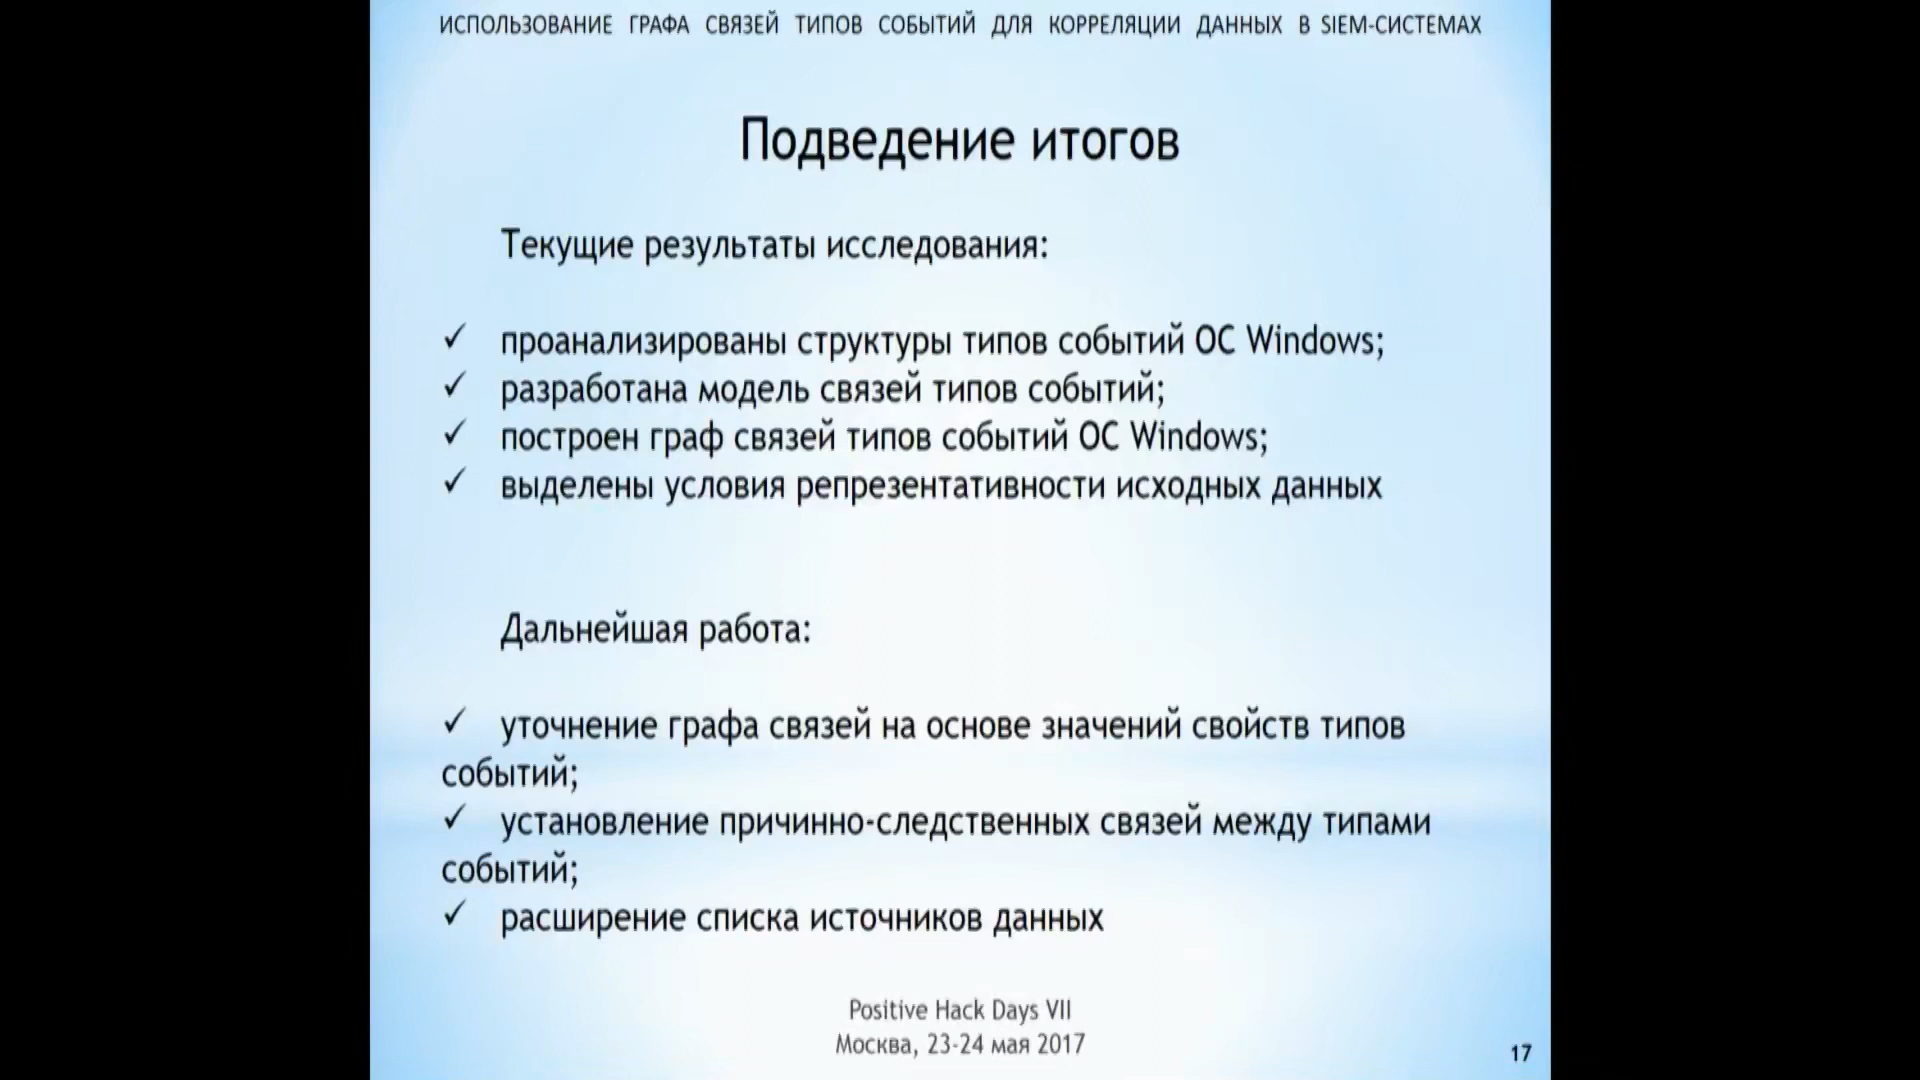 ИСПОЛЬЗОВАНИЕ ГРАФА СВЯЗЕЙ ТИПОВ СОБЫТИЙ ДЛЯ КОРРЕЛЯЦИИ ДАННЫХ В SIEM-СИСТЕМАХ
Подведение итогов
Текущие результаты исследования:
✓ проанализированы структуры типов событий ОС Windows;
✓ разработана модель связей типов событий;
✓ построен граф связей типов событий ОС Windows;
✓ выделены условия репрезентативности исходных данных
Дальнейшая работа:
✓ уточнение графа связей на основе значений свойств типов
событий;
✓ установление причинно-следственных связей между типами
событий;
✓ расширение списка источников данных
Positive Hack Days VII
Москва, 23-24 мая 2017
17